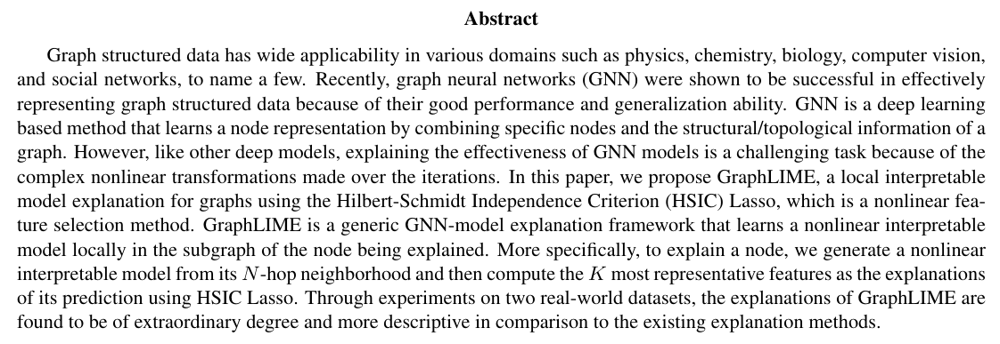 Abstract
Graph structured data has wide applicability in various domains such as physics, chemistry, biology, computer vision,
and social networks, to name a few. Recently, graph neural networks (GNN) were shown to be successful in effectively
representing graph structured data because of their good performance and generalization ability. GNN is a deep learning
based method that learns a node representation by combining specific nodes and the structural/topological information of a
graph. However, like other deep models, explaining the effectiveness of GNN models is a challenging task because of the
complex nonlinear transformations made over the iterations. In this paper, we propose GraphLIME, a local interpretable
model explanation for graphs using the Hilbert-Schmidt Independence Criterion (HSIC) Lasso, which is a nonlinear fea-
ture selection method. GraphLIME is a generic GNN-model explanation framework that learns a nonlinear interpretable
model locally in the subgraph of the node being explained. More specifically, to explain a node, we generate a nonlinear
interpretable model from its N-hop neighborhood and then compute the K most representative features as the explanations
of its prediction using HSIC Lasso. Through experiments on two real-world datasets, the explanations of GraphLIME are
found to be of extraordinary degree and more descriptive in comparison to the existing explanation methods.